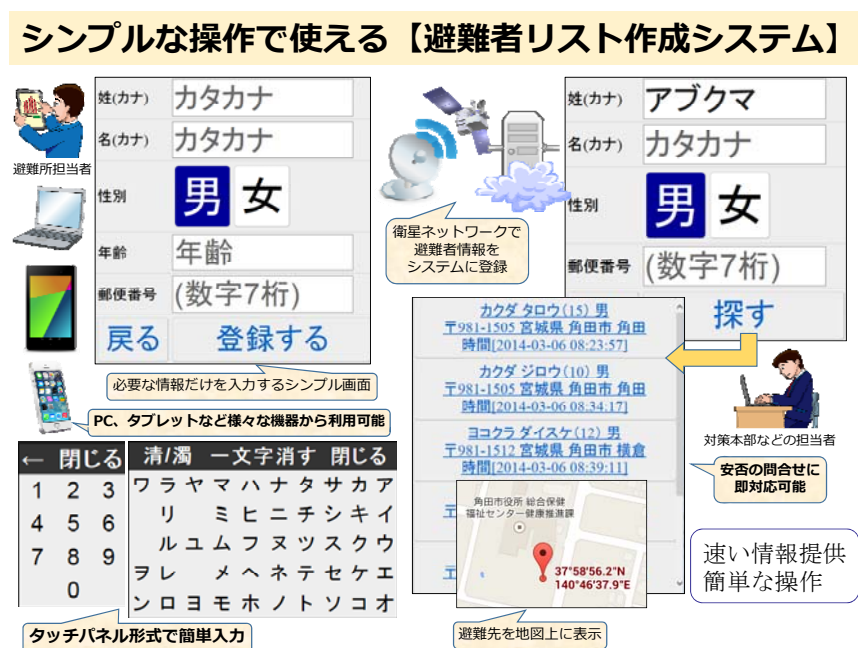 シンプルな操作で使える【避難者リスト作成システム】
避難所担当者
姓(カナ) カタカナ
名(カナ) カタカナ
性別 男 女
年齢 年齢
郵便番号 (数字7桁)
戻る 登録する
必要な情報だけを入力するシンプル画面
PC、タブレットなど様々な機器から利用可能
衛星ネットワークで
避難者情報を
システムに登録
姓(カナ) アブクマ
名(カナ) カタカナ
性別 男 女
郵便番号 (数字7桁)
探す
対策本部などの担当者
安否の問合せに
即対応可能
カクダ タロウ(15) 男
〒981-1505 宮城県 角田市 角田
時間[2014-03-06 08:23:57]
カクダ ジロウ(10) 男
〒981-1505 宮城県 角田市 角田
時間[2014-03-06 08:34:17]
ヨコクラ ダイスケ(12) 男
〒981-1512 宮城県 角田市 横倉
時間[2014-03-06 08:39:11]
〒
〒
角田市役所 総合保健
福祉センター健康推進課
37°58'56.2"N
140°46'37.9"E
避難先を地図上に表示
速い情報提供
簡単な操作
← 閉じる
1 2 3
4 5 6
7 8 9
0
清/濁 一文字消す 閉じる
ワ ラ ヤ マ ハ ナ タ サ カ ア
リ ミ ヒ ニ チ シ キ イ
ル ユ ム フ ヌ ツ ス ク ウ
ヲ レ メ ヘ ネ テ セ ケ エ
ン ロ ヨ モ ホ ノ ト ソ コ オ
タッチパネル形式で簡単入力